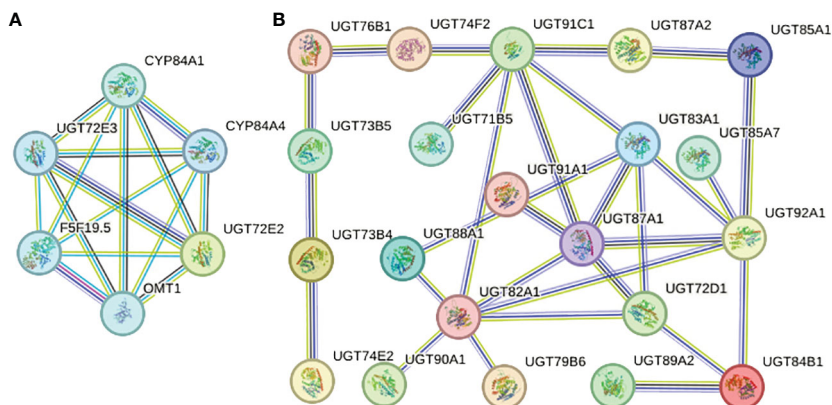 A
B
CYP84A1
UGT72E3
CYP84A4
F5F19.5
UGT72E2
OMT1
UGT76B1
UGT74F2
UGT91C1
UGT87A2
UGT85A1
UGT73B5
UGT71B5
UGT83A1
UGT85A7
UGT91A1
UGT73B4
UGT88A1
UGT87A1
UGT92A1
UGT82A1
UGT72D1
UGT74E2
UGT90A1
UGT79B6
UGT89A2
UGT84B1